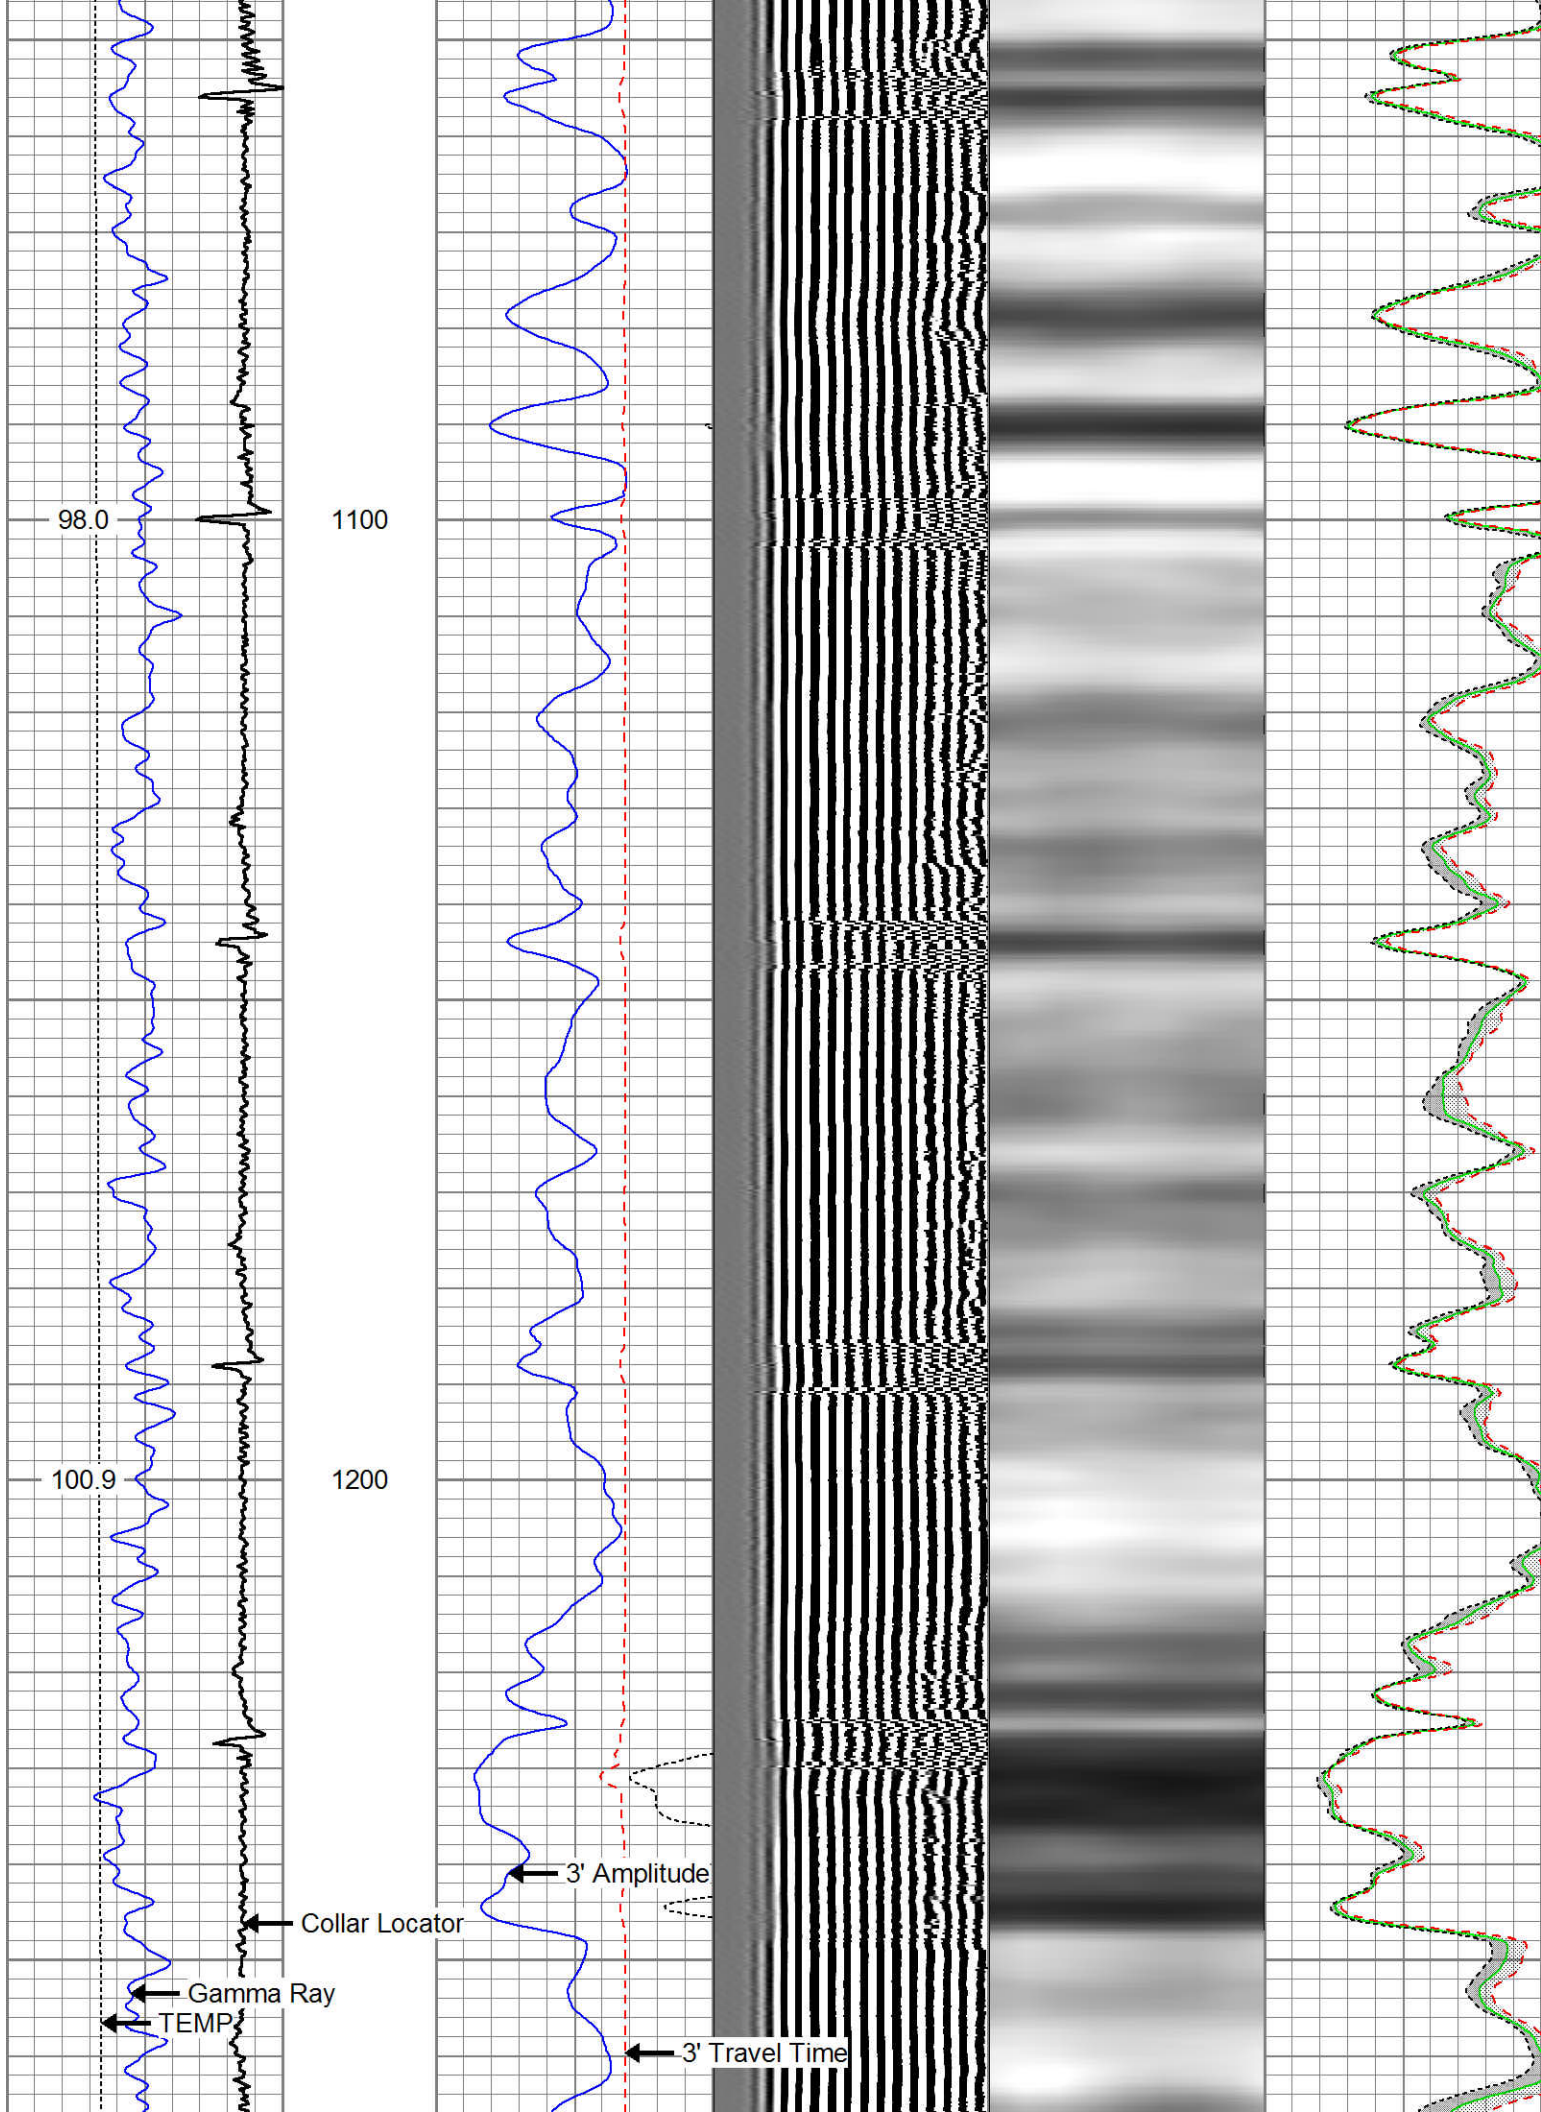 98.0
1100
100.9
1200
3' Amplitude
Collar Locator
Gamma Ray
TEMP
3' Travel Time